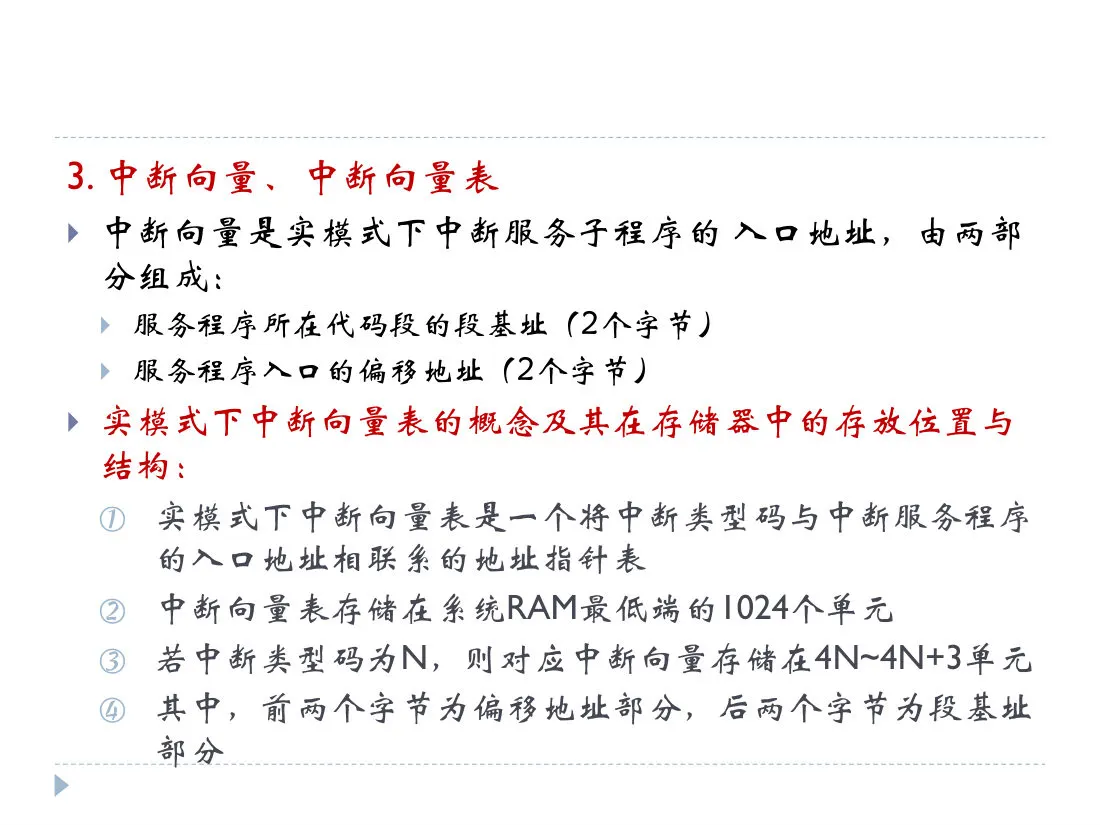 3. 中断向量、中断向量表
中断向量是实模式下中断服务子程序的 入口地址，由两部
分组成：
服务程序所在代码段的段基址（2个字节）
服务程序入口的偏移地址（2个字节）
实模式下中断向量表的概念及其在存储器中的存放位置与
结构：
① 实模式下中断向量表是一个将中断类型码与中断服务程序
的入口地址相联系的地址指针表
② 中断向量表存储在系统RAM最低端的1024个单元
③ 若中断类型码为N，则对应中断向量存储在4N~4N+3单元
④ 其中，前两个字节为偏移地址部分，后两个字节为段基址
部分